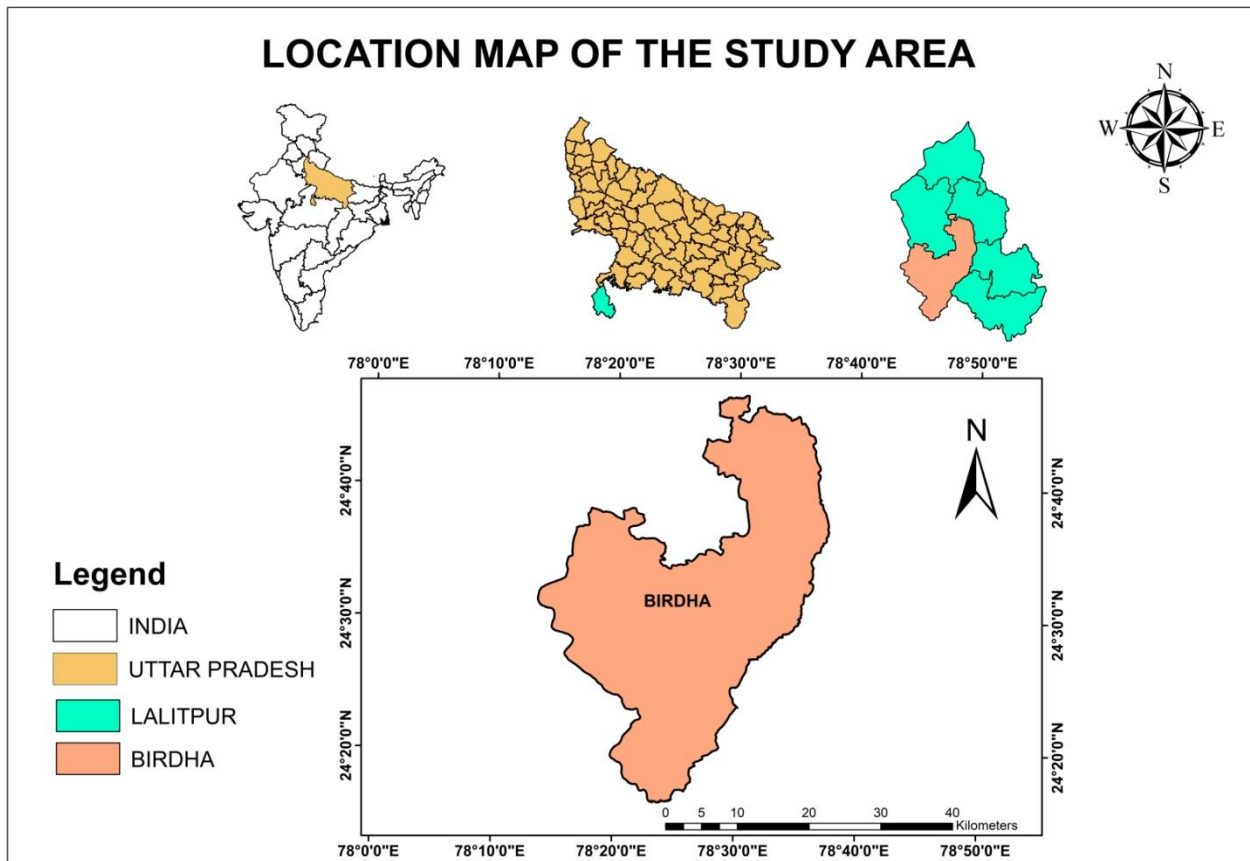 LOCATION MAP OF THE STUDY AREA
N
W E
S
78°0'0"E 78°10'0"E 78°20'0"E 78°30'0"E 78°40'0"E 78°50'0"E
N
24°40'0"N 24°40'0"N
BIRDHA
24°30'0"N 24°30'0"N
24°20'0"N 24°20'0"N
Legend
INDIA
UTTAR PRADESH
LALITPUR
BIRDHA
0 5 10 20 30 40
Kilometers
78°0'0"E 78°10'0"E 78°20'0"E 78°30'0"E 78°40'0"E 78°50'0"E